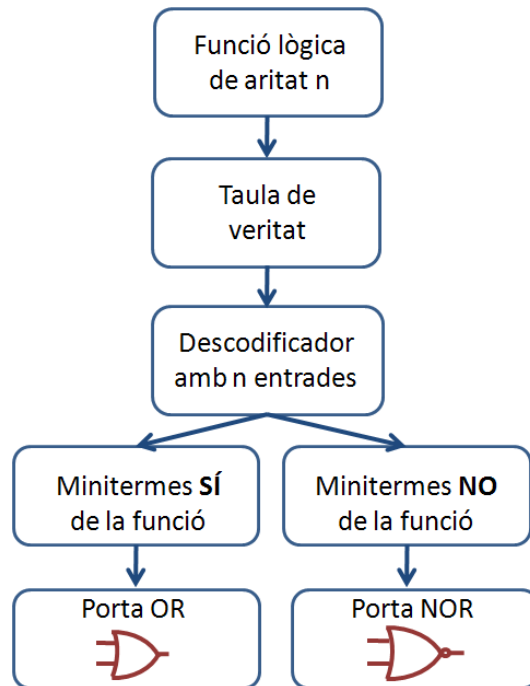 Funció lògica
de aritat n
Taula de
veritat
Descodificador
amb n entrades
Minitermes SÍ
de la funció
Minitermes NO
de la funció
Porta OR
Porta NOR